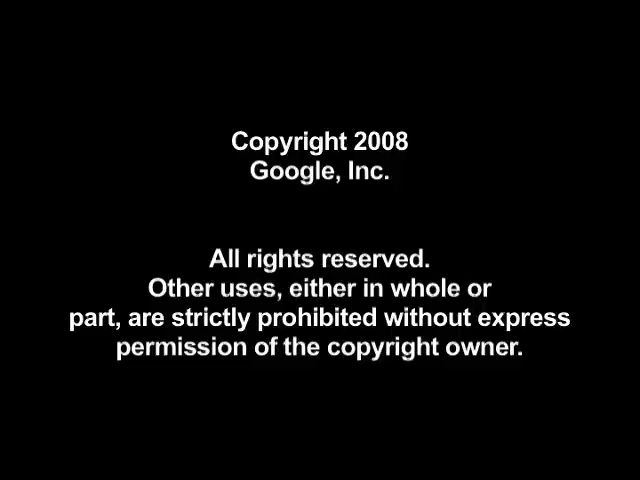 Copyright 2008
Google, Inc.
All rights reserved.
Other uses, either in whole or
part, are strictly prohibited without express
permission of the copyright owner.